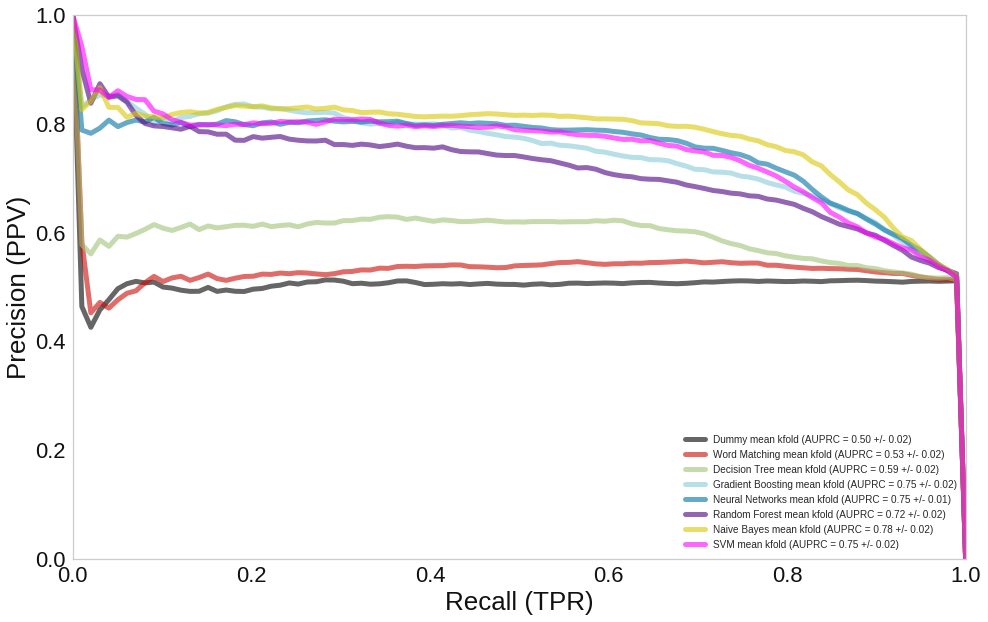 1.0
0.8
0.6
0.4
0.2
0.0
Precision (PPV)
Dummy mean kfold (AUPRC = 0.50 +/- 0.02)
Word Matching mean kfold (AUPRC = 0.53 +/- 0.02)
Decision Tree mean kfold (AUPRC = 0.59 +/- 0.02)
Gradient Boosting mean kfold (AUPRC = 0.75 +/- 0.02)
Neural Networks mean kfold (AUPRC = 0.75 +/- 0.01)
Random Forest mean kfold (AUPRC = 0.72 +/- 0.02)
Naive Bayes mean kfold (AUPRC = 0.78 +/- 0.02)
SVM mean kfold (AUPRC = 0.75 +/- 0.02)
0.0 0.2 0.4 0.6 0.8 1.0
Recall (TPR)